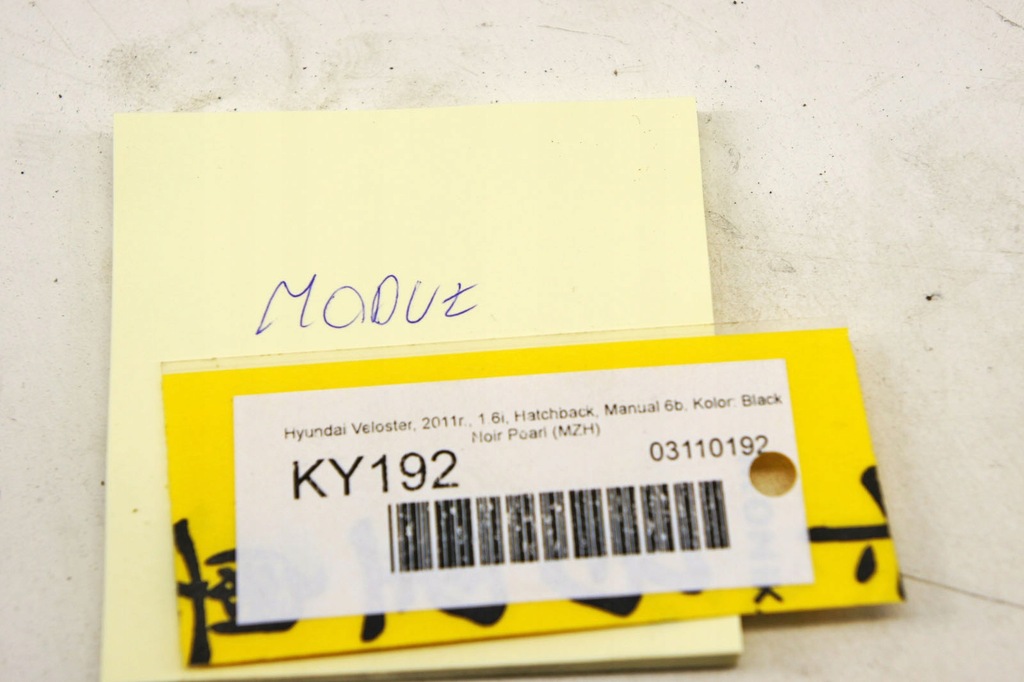 MODUŁ
Hyundai Veloster, 2011r., 1.6i, Hatchback, Manual 6b, Kolor: Black
Noir Pearl (MZH)
KY192
03110192